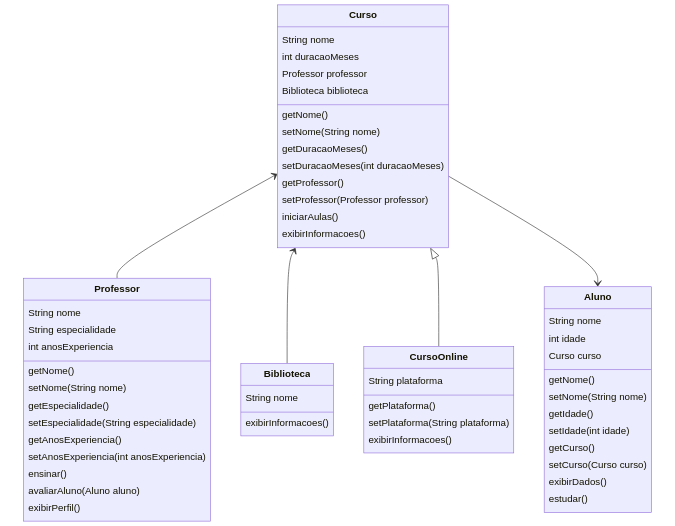 Curso
String nome
int duracaoMeses
Professor professor
Biblioteca biblioteca
getNome()
setNome(String nome)
getDuracaoMeses()
setDuracaoMeses(int duracaoMeses)
getProfessor()
setProfessor(Professor professor)
iniciarAulas()
exibirInformacoes()
Professor
String nome
String especialidade
int anosExperiencia
getNome()
setNome(String nome)
getEspecialidade()
setEspecialidade(String especialidade)
getAnosExperiencia()
setAnosExperiencia(int anosExperiencia)
ensinar()
avaliarAluno(Aluno aluno)
exibirPerfil()
Biblioteca
String nome
exibirInformacoes()
CursoOnline
String plataforma
getPlataforma()
setPlataforma(String plataforma)
exibirInformacoes()
Aluno
String nome
int idade
Curso curso
getNome()
setNome(String nome)
getIdade()
setIdade(int idade)
getCurso()
setCurso(Curso curso)
exibirDados()
estudar()